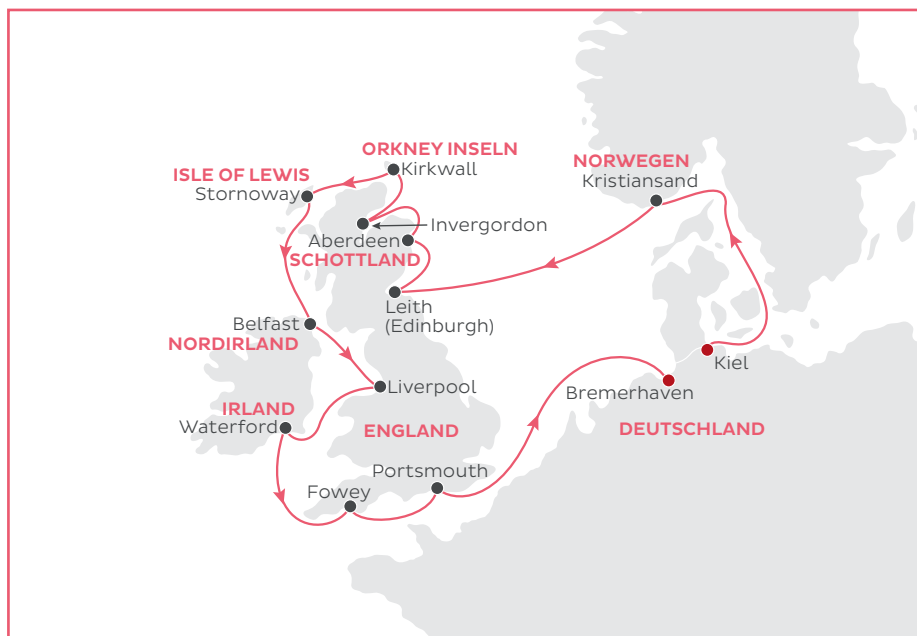 ORKNEY INSELN
Kirkwall
ISLE OF LEWIS
Stornoway
NORWEGEN
Kristiansand
Invergordon
Aberdeen
SCHOTTLAND
Leith
(Edinburgh)
Belfast
NORDIRLAND
Kiel
Liverpool
Bremerhaven
IRLAND
Waterford
ENGLAND
DEUTSCHLAND
Portsmouth
Fowey